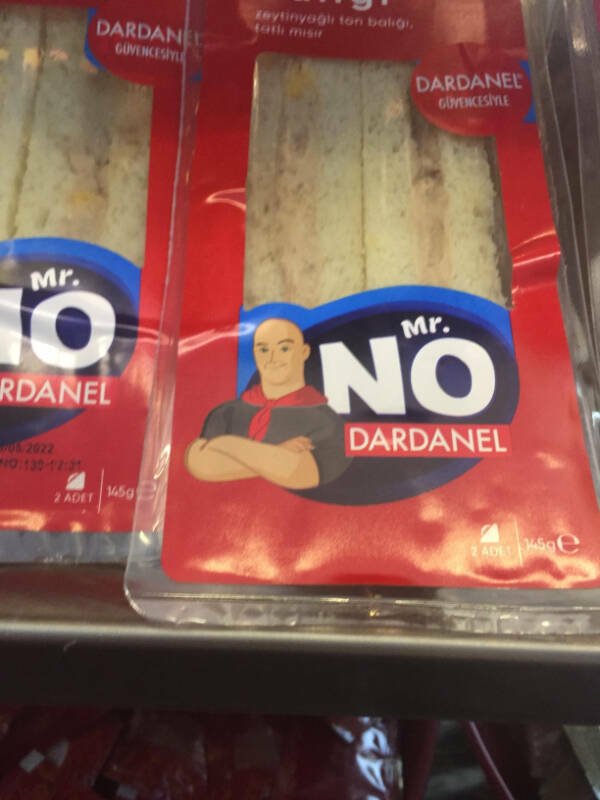 zeytinyağlı ton balığı,
tatlı mısır
DARDANEL
GÜVENCESİYLE
Mr.
NO
DARDANEL
2 ADET 145g e
DARDANEL
GÜVENCESİYLE
Mr.
NO
DARDANEL
2 ADET 145g